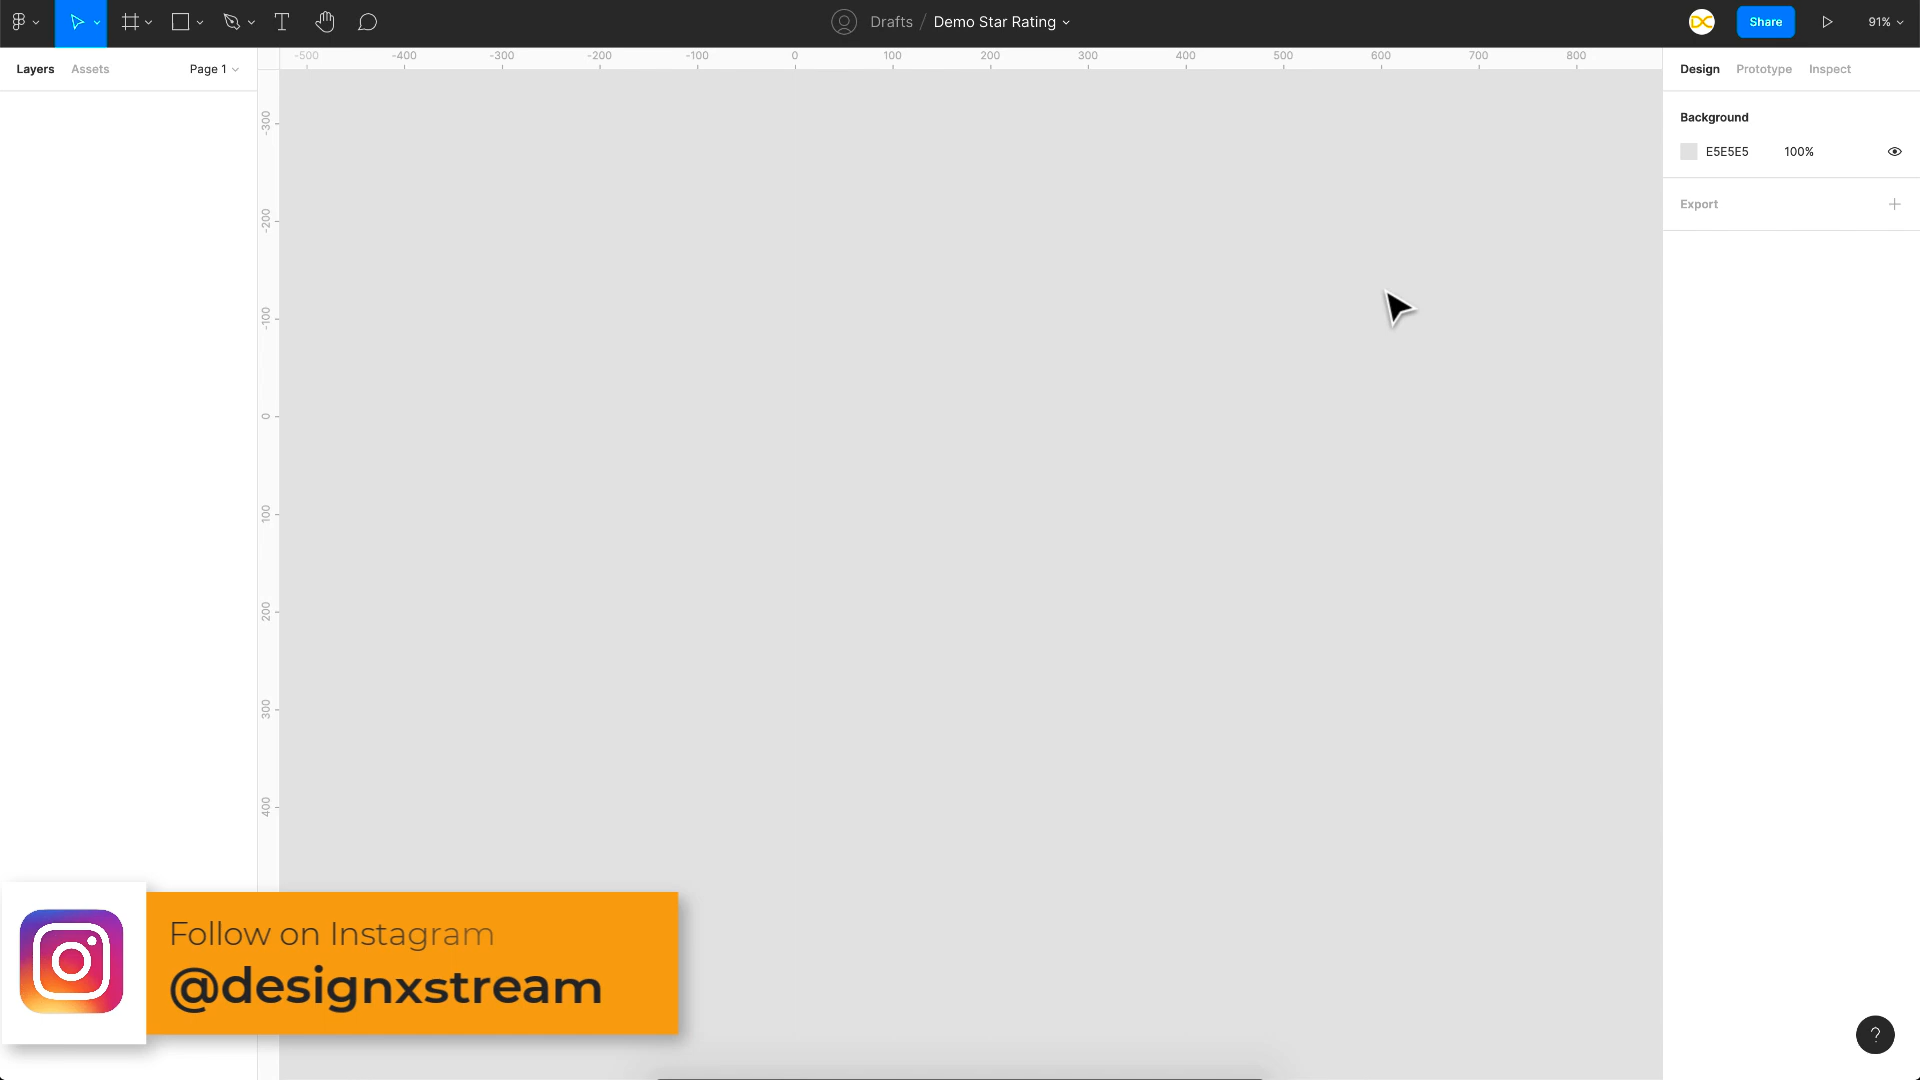 Drafts / Demo Star Rating
Share
91%
Layers Assets Page 1
-500 -400 -300 -200 -100 0 100 200 300 400 500 600 700 800
Design Prototype Inspect
-300
-200
-100
0
100
200
300
400
Background
E5E5E5 100%
Export
Follow on Instagram
@designxstream
?